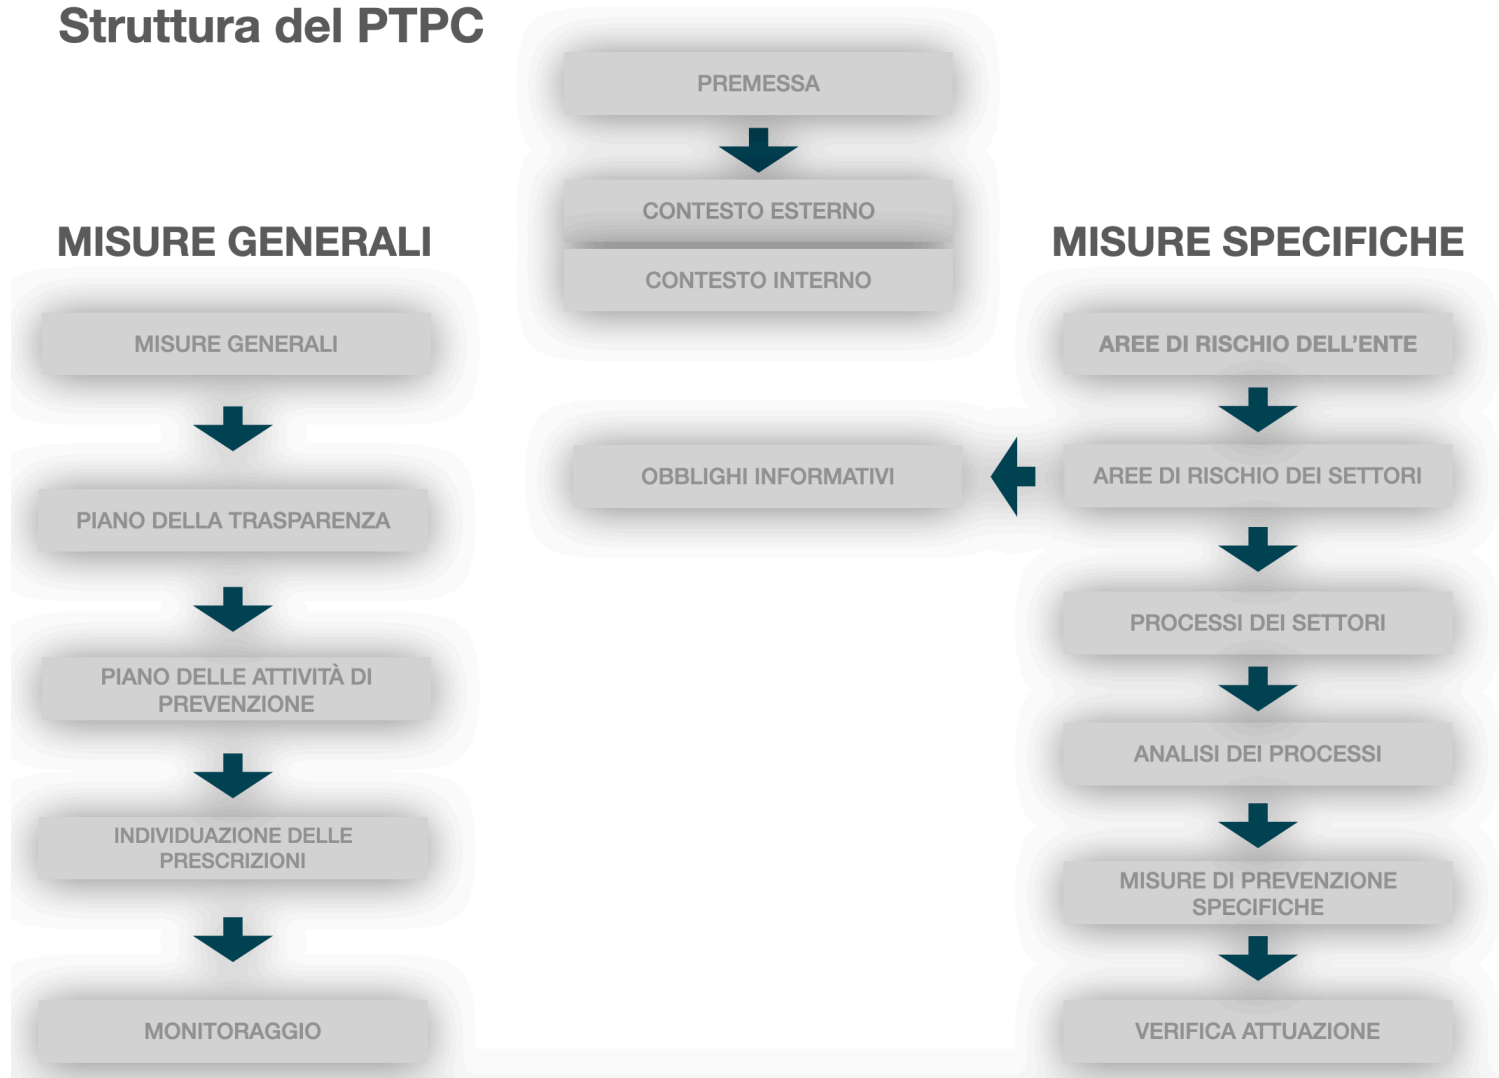 Struttura del PTPC
PREMESSA
CONTESTO ESTERNO
CONTESTO INTERNO
MISURE GENERALI
MISURE GENERALI
PIANO DELLA TRASPARENZA
PIANO DELLE ATTIVITÀ DI
PREVENZIONE
INDIVIDUAZIONE DELLE
PRESCRIZIONI
MONITORAGGIO
MISURE SPECIFICHE
AREE DI RISCHIO DELL’ENTE
AREE DI RISCHIO DEI SETTORI
OBBLIGHI INFORMATIVI
PROCESSI DEI SETTORI
ANALISI DEI PROCESSI
MISURE DI PREVENZIONE
SPECIFICHE
VERIFICA ATTUAZIONE